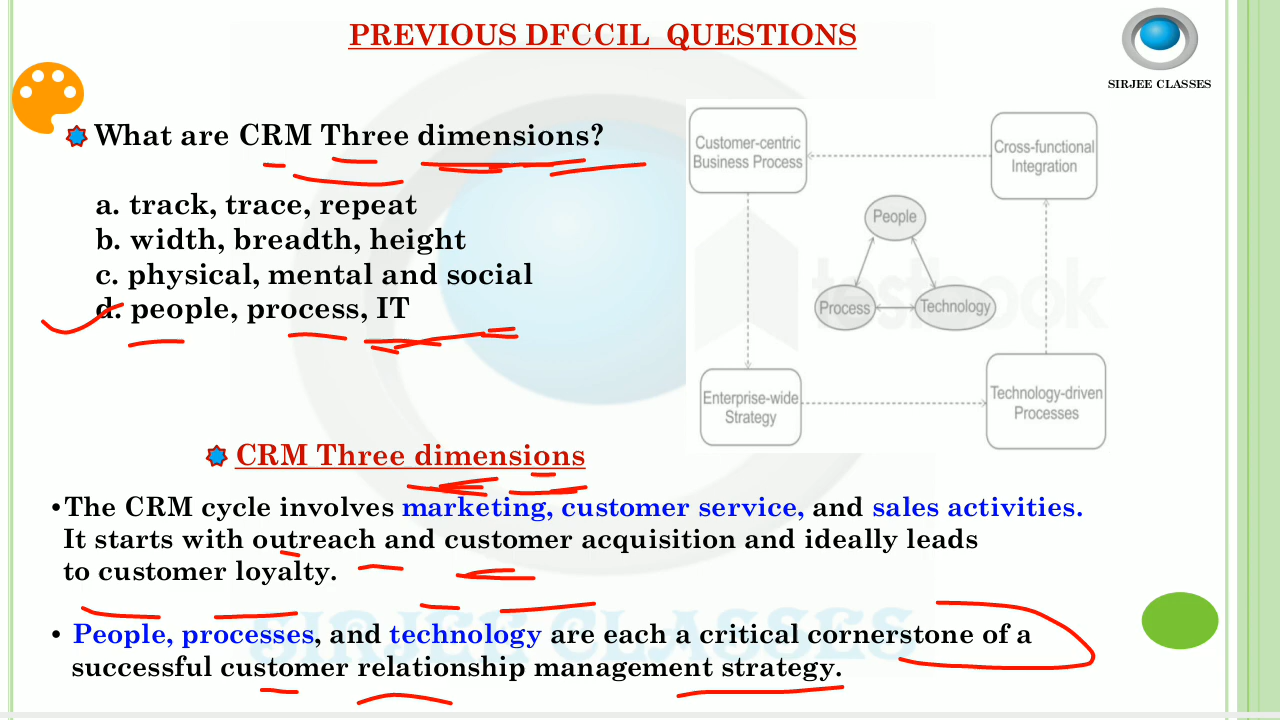 PREVIOUS DFCCIL QUESTIONS
SIRJEE CLASSES
What are CRM Three dimensions?
a. track, trace, repeat
b. width, breadth, height
c. physical, mental and social
d. people, process, IT
Customer-centric
Business Process
Cross-functional
Integration
People
Process
Technology
testbook
Enterprise-wide
Strategy
Technology-driven
Processes
CRM Three dimensions
•The CRM cycle involves marketing, customer service, and sales activities.
It starts with outreach and customer acquisition and ideally leads
to customer loyalty.
• People, processes, and technology are each a critical cornerstone of a
successful customer relationship management strategy.
SIRJEE CLASSES